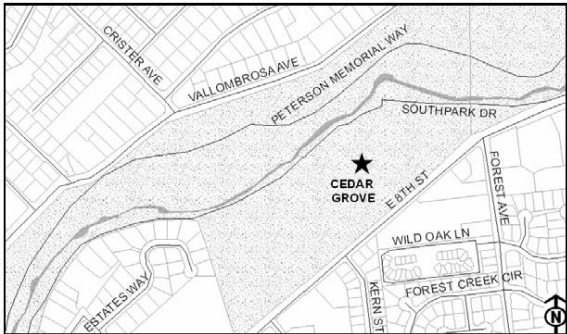 CRISTER AVE
VALLOMBROSA AVE
PETERSON MEMORIAL WAY
SOUTHPARK DR
CEDAR
GROVE
E 8TH ST
FOREST AVE
WILD OAK LN
FOREST CREEK CIR
KERN ST
ESTATES WAY
N